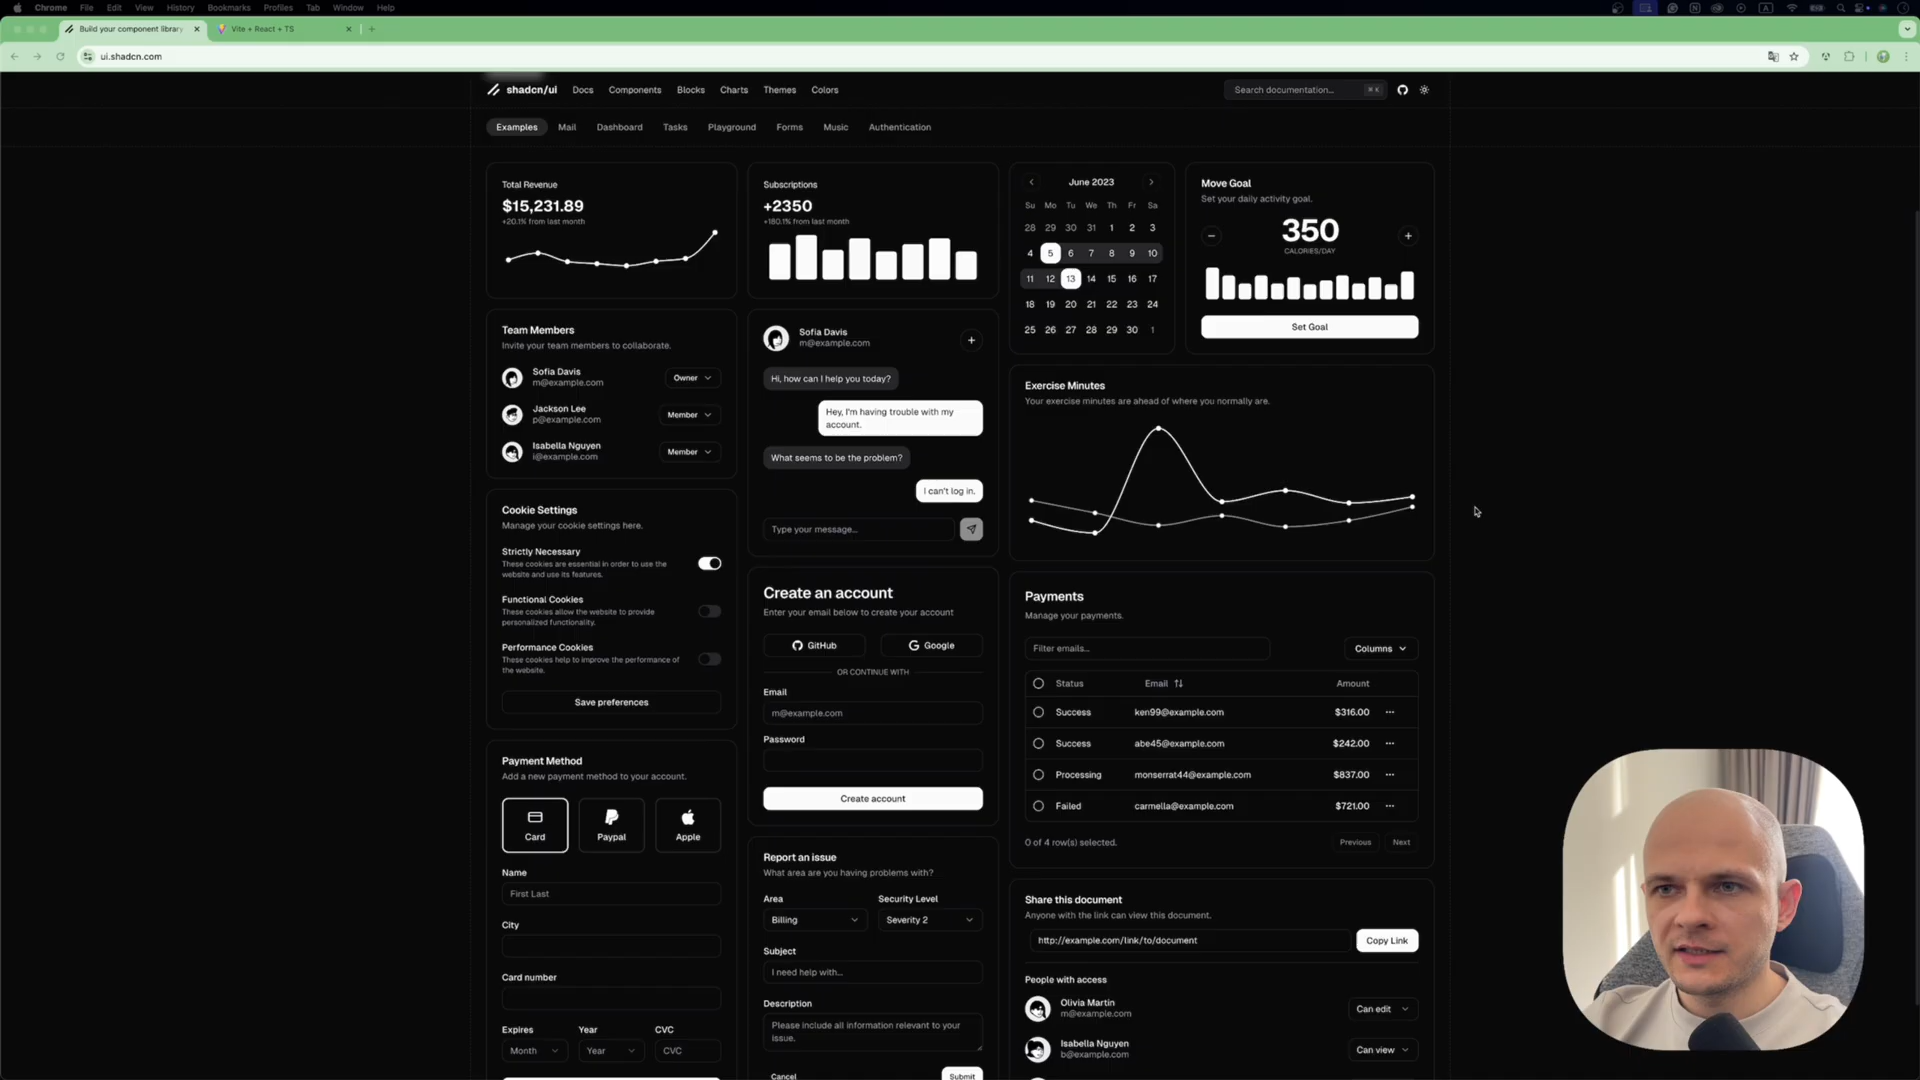 Chrome File Edit View History Bookmarks Profiles Tab Window Help
Build your component library
Vite + React + TS
ui.shadcn.com
shadcn/ui Docs Components Blocks Charts Themes Colors
Search documentation... ⌘ K
Examples Mail Dashboard Tasks Playground Forms Music Authentication
Total Revenue
$15,231.89
+20.1% from last month
Subscriptions
+2350
+180.1% from last month
June 2023
Su Mo Tu We Th Fr Sa
28 29 30 31 1 2 3
4 5 6 7 8 9 10
11 12 13 14 15 16 17
18 19 20 21 22 23 24
25 26 27 28 29 30 1
Move Goal
Set your daily activity goal.
350
CALORIES/DAY
Set Goal
Team Members
Invite your team members to collaborate.
Sofia Davis
m@example.com
Owner
Jackson Lee
p@example.com
Member
Isabella Nguyen
i@example.com
Member
Sofia Davis
m@example.com
Hi, how can I help you today?
Hey, I'm having trouble with my
account.
What seems to be the problem?
I can't log in.
Type your message...
Exercise Minutes
Your exercise minutes are ahead of where you normally are.
Cookie Settings
Manage your cookie settings here.
Strictly Necessary
These cookies are essential in order to use the
website and use its features.
Functional Cookies
These cookies allow the website to provide
personalized functionality.
Performance Cookies
These cookies help to improve the performance of
the website.
Save preferences
Create an account
Enter your email below to create your account
GitHub
Google
OR CONTINUE WITH
Email
m@example.com
Password
Create account
Payments
Manage your payments.
Filter emails...
Columns
Status Email Amount
Success ken99@example.com $316.00
Success abe45@example.com $242.00
Processing monserrat44@example.com $837.00
Failed carmella@example.com $721.00
0 of 4 row(s) selected.
Previous
Next
Payment Method
Add a new payment method to your account.
Card
Paypal
Apple
Name
First Last
City
Card number
Expires Year CVC
Month Year CVC
Report an issue
What area are you having problems with?
Area Security Level
Billing Severity 2
Subject
I need help with...
Description
Please include all information relevant to your
issue.
Cancel
Submit
Share this document
Anyone with the link can view this document.
http://example.com/link/to/document
Copy Link
People with access
Olivia Martin
m@example.com
Can edit
Isabella Nguyen
b@example.com
Can view